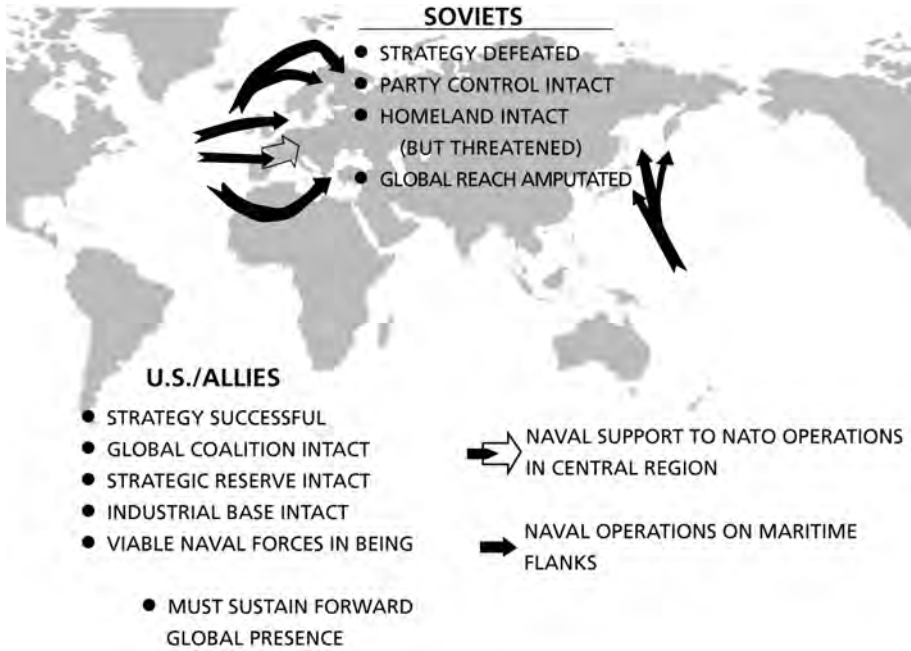 SOVIETS
● STRATEGY DEFEATED
● PARTY CONTROL INTACT
● HOMELAND INTACT
(BUT THREATENED)
● GLOBAL REACH AMPUTATED
U.S./ALLIES
● STRATEGY SUCCESSFUL
● GLOBAL COALITION INTACT
● STRATEGIC RESERVE INTACT
● INDUSTRIAL BASE INTACT
● VIABLE NAVAL FORCES IN BEING
● MUST SUSTAIN FORWARD
GLOBAL PRESENCE
NAVAL SUPPORT TO NATO OPERATIONS
IN CENTRAL REGION
NAVAL OPERATIONS ON MARITIME
FLANKS